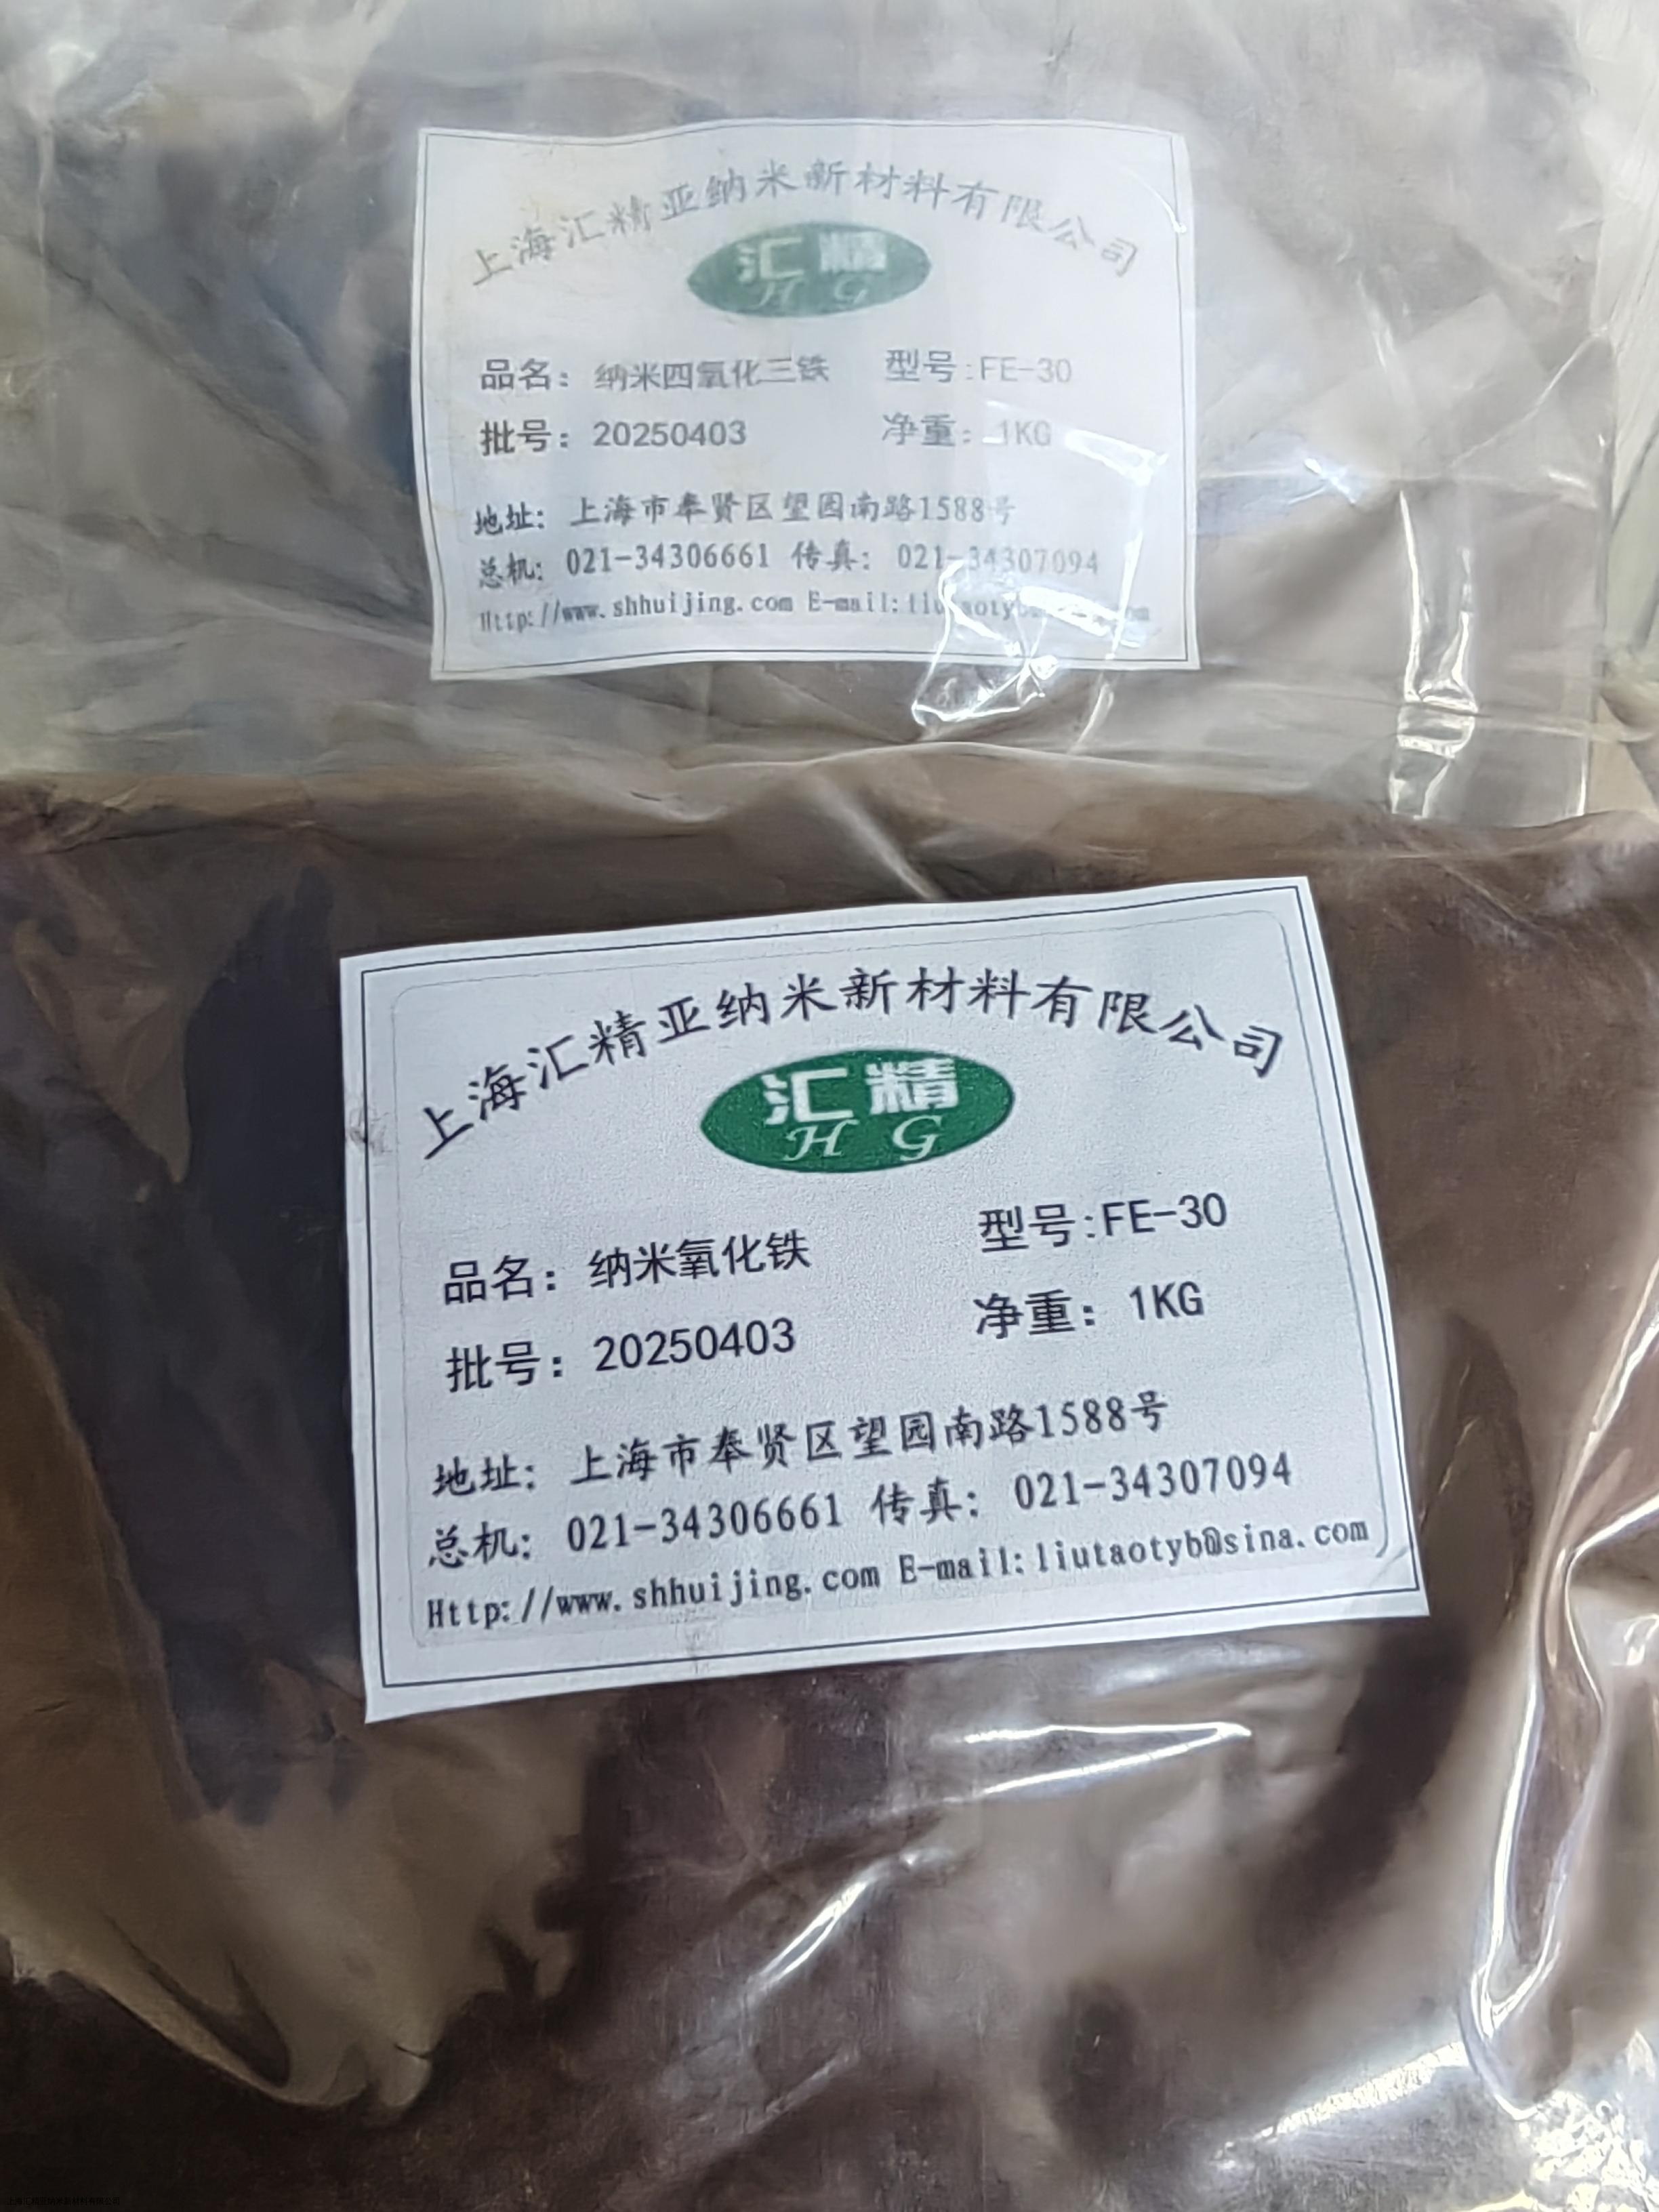 上海汇精亚纳米新材料有限公司
汇精
H G
品名：纳米四氧化三铁 型号:FE-30
批号：20250403 净重：1KG
地址：上海市奉贤区望园南路1588号
总机：021-34306661 传真：021-34307094
Http://www.shhuijing.com E-mail:
上海汇精亚纳米新材料有限公司
汇精
H G
品名：纳米氧化铁 型号:FE-30
批号：20250403 净重：1KG
地址：上海市奉贤区望园南路1588号
总机：021-34306661 传真：021-34307094
Http://www.shhuijing.com E-mail:liutaotyb@sina.com